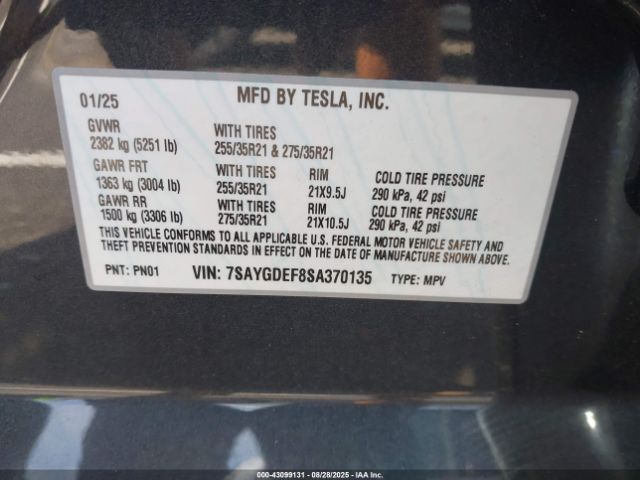 01/25 MFD BY TESLA, INC.
GVWR WITH TIRES
2382 kg (5251 lb) 255/35R21 & 275/35R21
GAWR FRT WITH TIRES RIM COLD TIRE PRESSURE
1363 kg (3004 lb) 255/35R21 21X9.5J 290 kPa, 42 psi
GAWR RR WITH TIRES RIM COLD TIRE PRESSURE
1500 kg (3306 lb) 275/35R21 21X10.5J 290 kPa, 42 psi
THIS VEHICLE CONFORMS TO ALL APPLICABLE U.S. FEDERAL MOTOR VEHICLE SAFETY AND
THEFT PREVENTION STANDARDS IN EFFECT ON THE DATE OF MANUFACTURE SHOWN ABOVE.
PNT: PN01 VIN: 7SAYGDEF8SA370135 TYPE: MPV
000-43099131 - 08/28/2025 - IAA Inc.